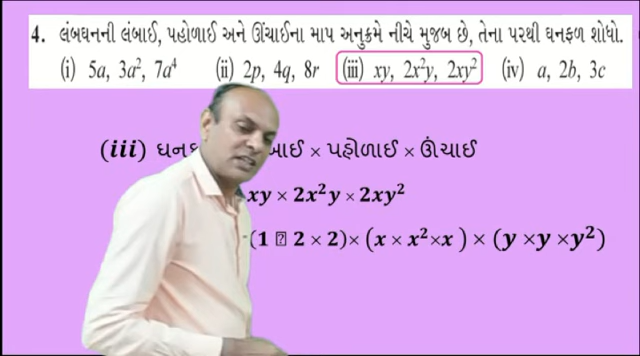 4. લંબઘનની લંબાઈ, પહોળાઈ અને ઊંચાઈના માપ અનુક્રમે નીચે મુજબ છે, તેના પરથી ઘનફળ શોધો.
(i) 5a, 3a², 7a⁴ (ii) 2p, 4q, 8r (iii) xy, 2x²y, 2xy² (iv) a, 2b, 3c
(iii) × પહોળાઈ × ઊંચાઈ
xy × 2x²y × 2xy²
(1 × 2 × 2) × (x × x² × x) × (y × y × y²)